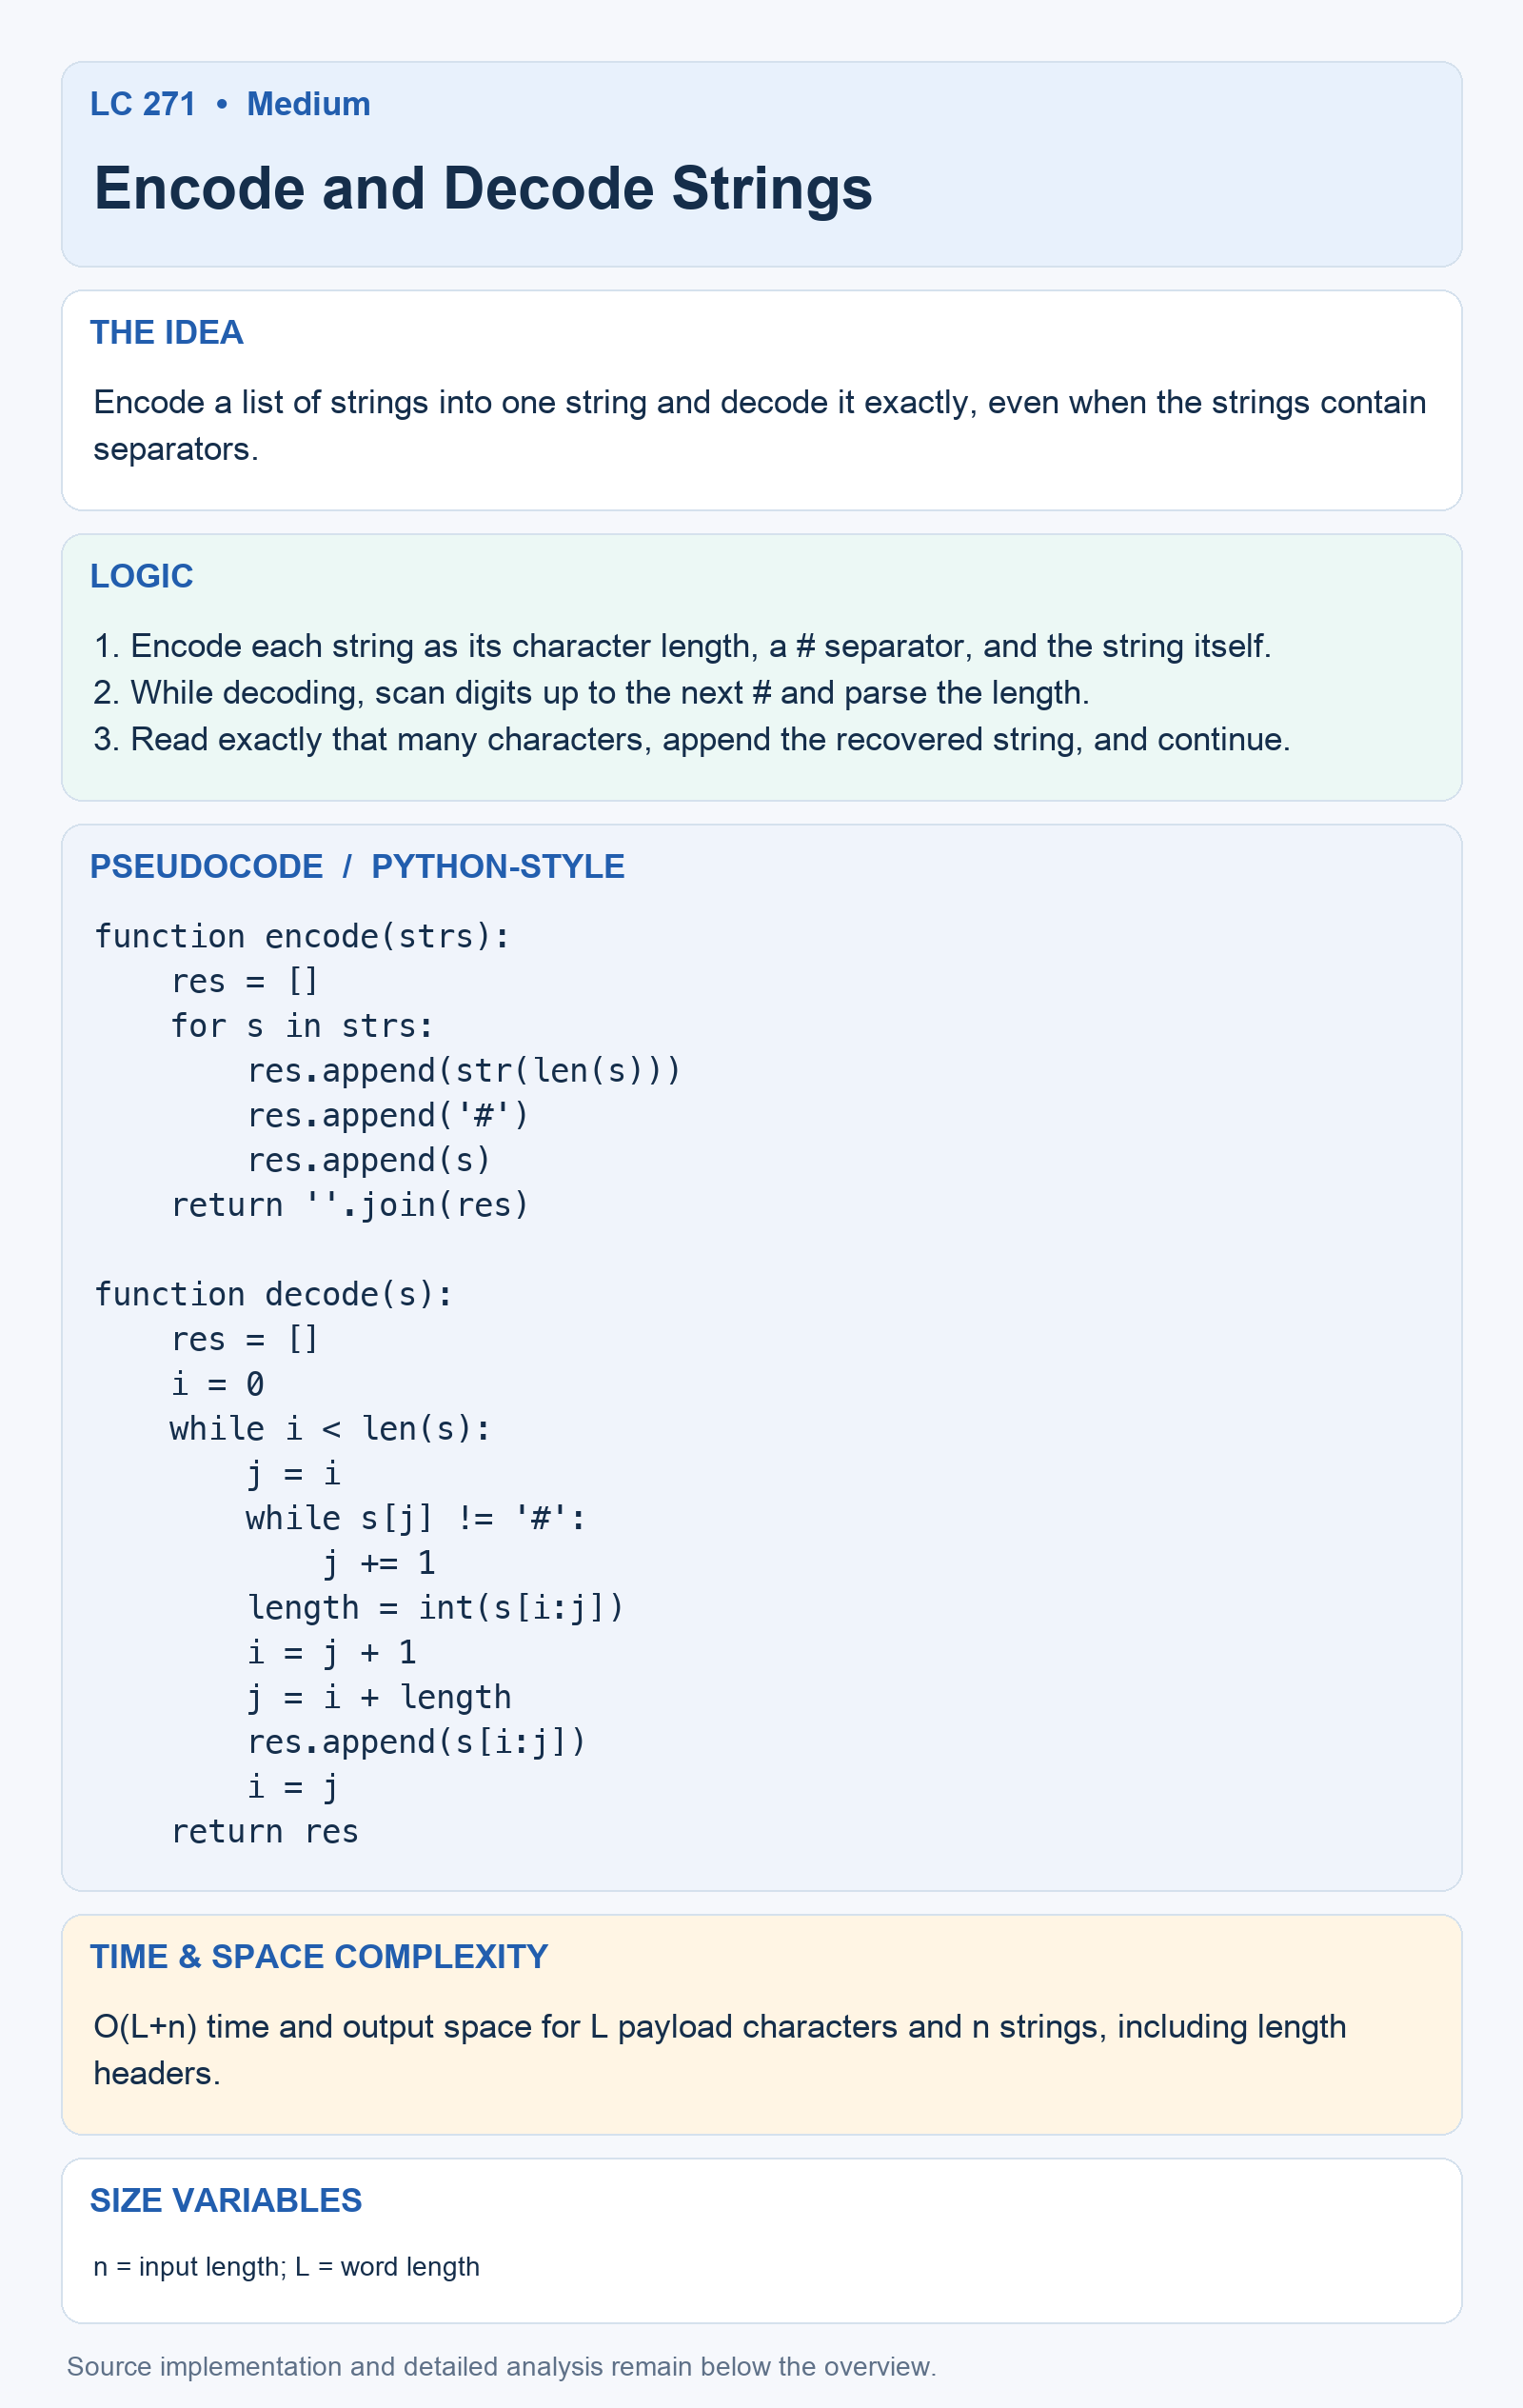 LC 271 • Medium
Encode and Decode Strings
THE IDEA
Encode a list of strings into one string and decode it exactly, even when the strings contain
separators.
LOGIC
1. Encode each string as its character length, a # separator, and the string itself.
2. While decoding, scan digits up to the next # and parse the length.
3. Read exactly that many characters, append the recovered string, and continue.
PSEUDOCODE / PYTHON-STYLE
function encode(strs):
    res = []
    for s in strs:
        res.append(str(len(s)))
        res.append('#')
        res.append(s)
    return ''.join(res)

function decode(s):
    res = []
    i = 0
    while i < len(s):
        j = i
        while s[j] != '#':
            j += 1
        length = int(s[i:j])
        i = j + 1
        j = i + length
        res.append(s[i:j])
        i = j
    return res
TIME & SPACE COMPLEXITY
O(L+n) time and output space for L payload characters and n strings, including length
headers.
SIZE VARIABLES
n = input length; L = word length
Source implementation and detailed analysis remain below the overview.